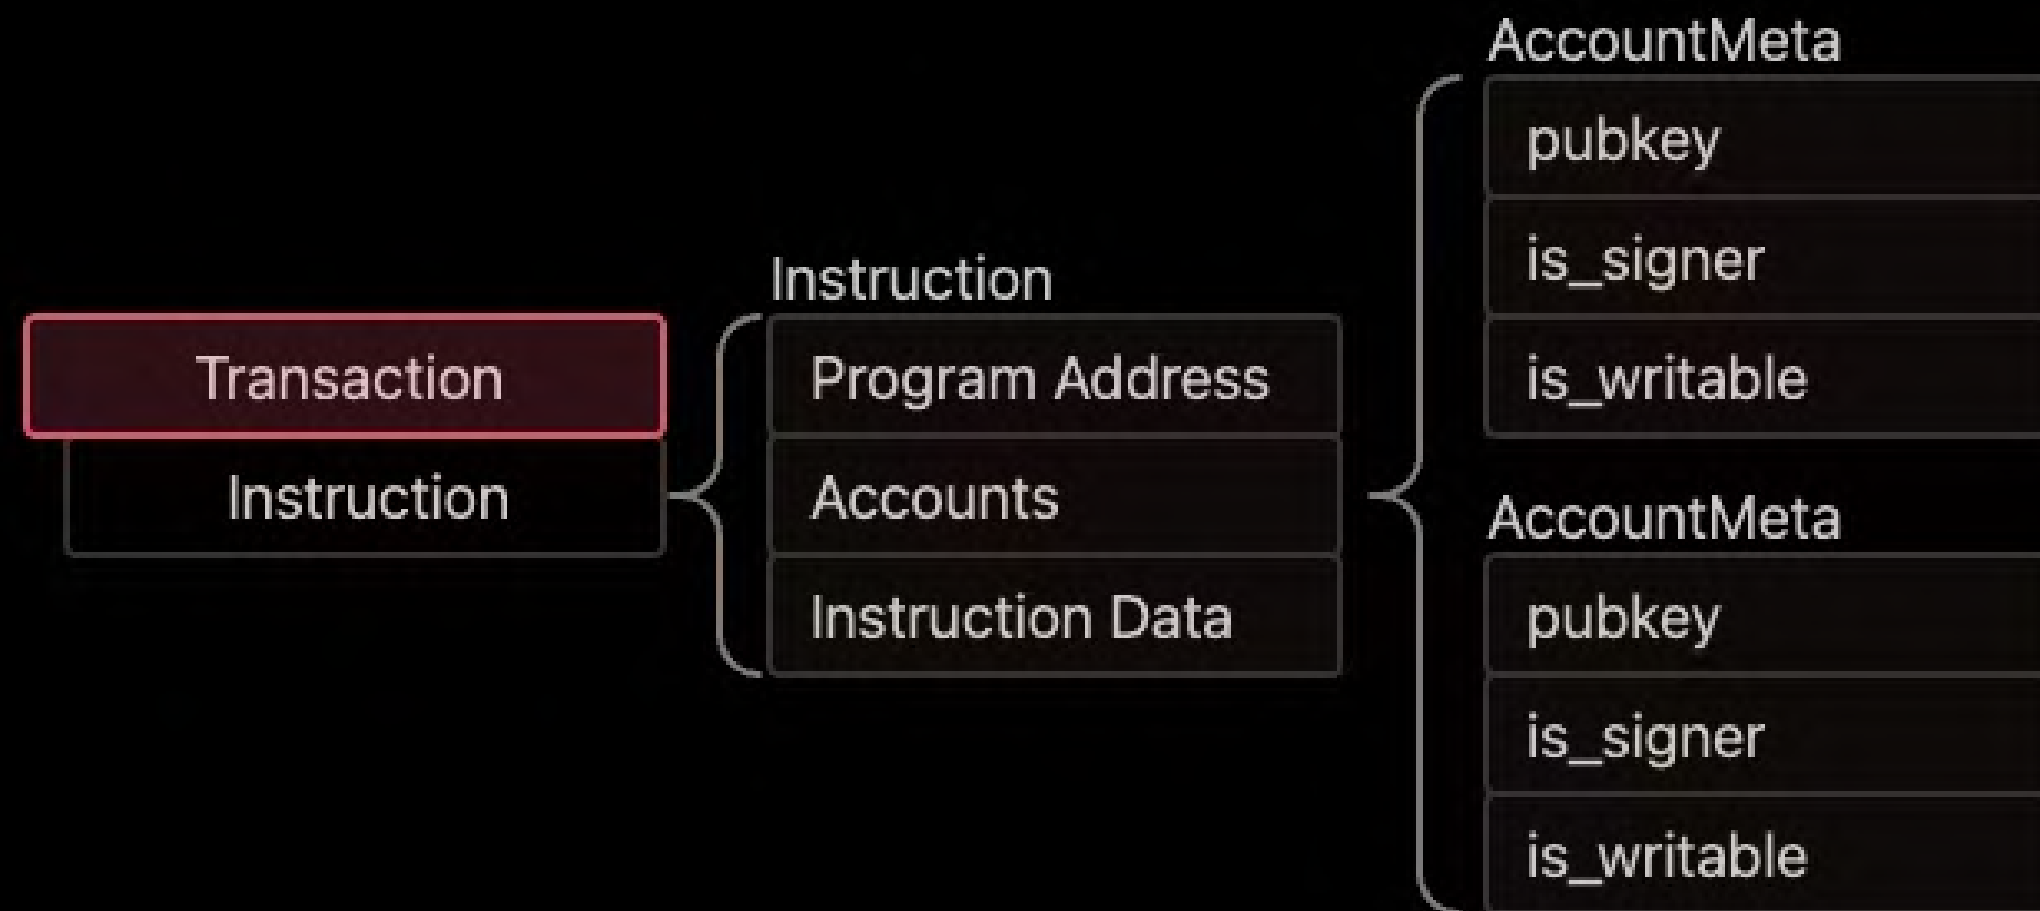 Transaction
Instruction
Instruction
Program Address
Accounts
Instruction Data
AccountMeta
pubkey
is_signer
is_writable
AccountMeta
pubkey
is_signer
is_writable